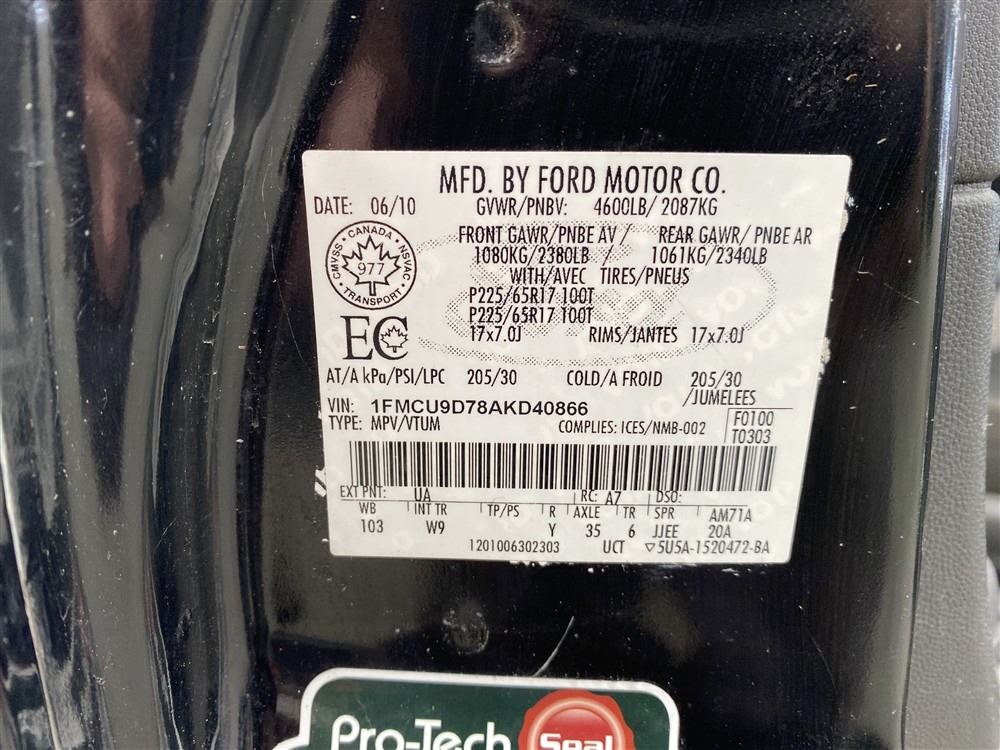 MFD. BY FORD MOTOR CO.
DATE: 06/10 GVWR/PNBV: 4600LB/ 2087KG
FRONT GAWR/PNBE AV / REAR GAWR/ PNBE AR
1080KG/2380LB / 1061KG/2340LB
WITH/AVEC TIRES/PNEUS
P225/65R17 100T
P225/65R17 100T
17x7.0J RIMS/JANTES 17x7.0J
CANADA
CMVSS NSVAC
977
TRANSPORT
EC
AT/A kPa/PSI/LPC 205/30 COLD/A FROID 205/30
/JUMELEES
VIN: 1FMCU9D78AKD40866
TYPE: MPV/VTUM COMPLIES: ICES/NMB-002
F0100
T0303
EXT PNT: UA RC: A7 DSO:
WB INT TR TP/PS R AXLE TR SPR AM71A
103 W9 Y 35 6 JJEE 20A
1201006302303 UCT ▽5U5A-1520472-BA
Pro-Tech
Seal